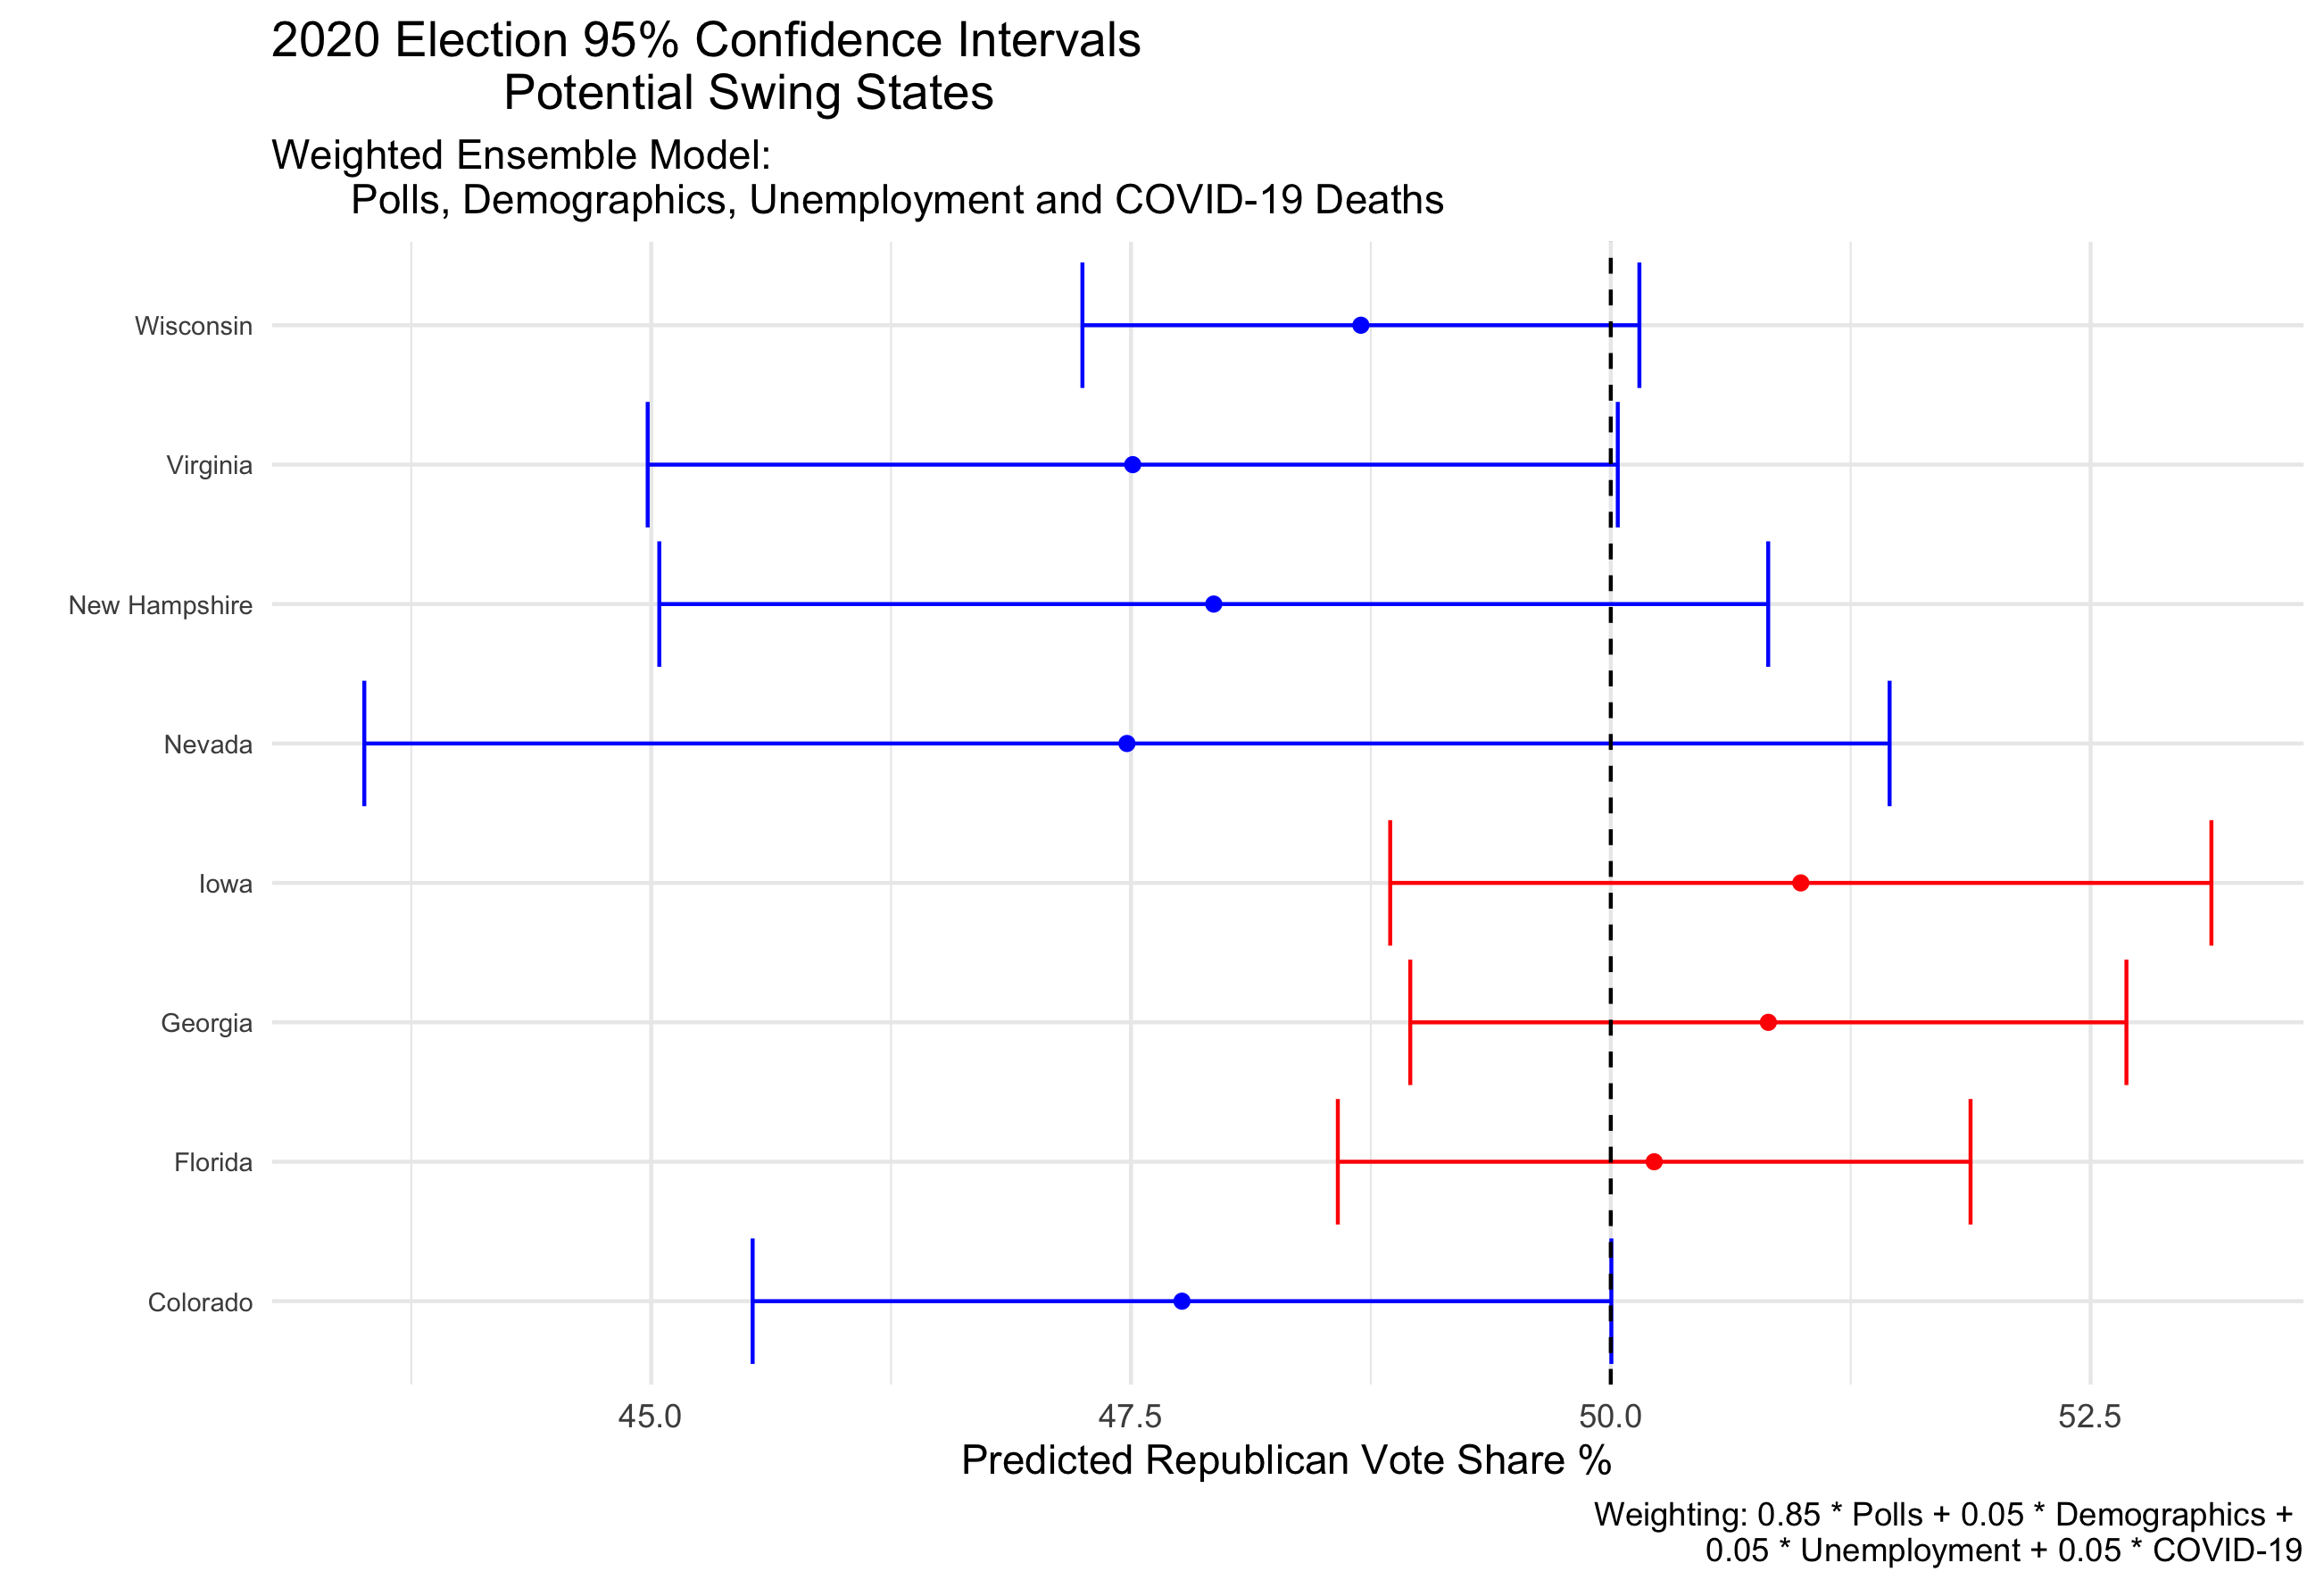 2020 Election 95% Confidence Intervals
Potential Swing States
Weighted Ensemble Model:
Polls, Demographics, Unemployment and COVID-19 Deaths
Wisconsin
Virginia
New Hampshire
Nevada
Iowa
Georgia
Florida
Colorado
45.0 47.5 50.0 52.5
Predicted Republican Vote Share %
Weighting: 0.85 * Polls + 0.05 * Demographics +
0.05 * Unemployment + 0.05 * COVID-19